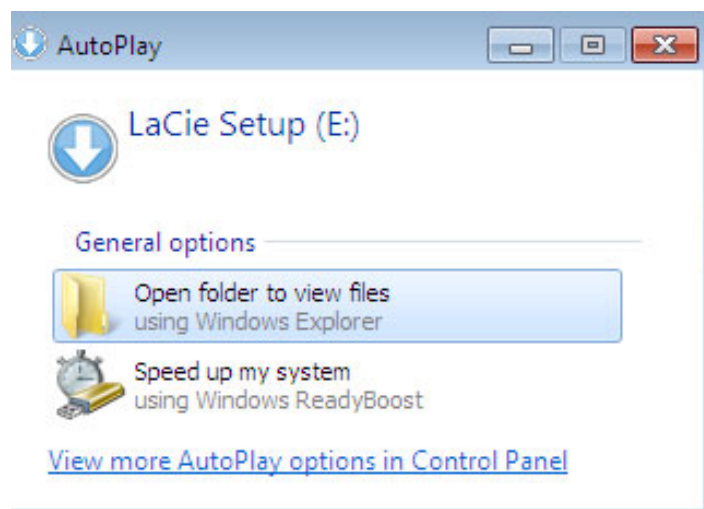 AutoPlay
LaCie Setup (E:)
General options
Open folder to view files
using Windows Explorer
Speed up my system
using Windows ReadyBoost
View more AutoPlay options in Control Panel